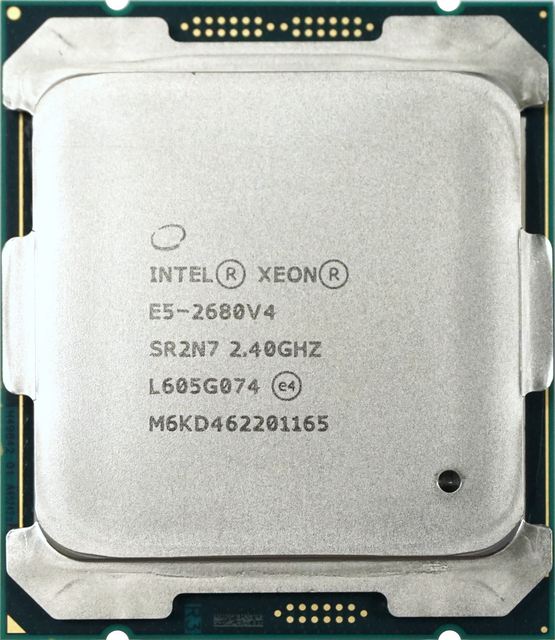 INTEL® XEON®
E5-2680V4
SR2N7 2.40GHZ
L605G074 e4
M6KD462201165